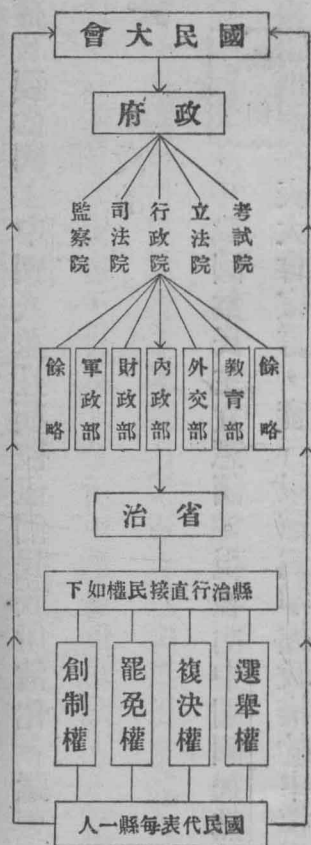 國民大會
政府
考試院
立法院
行政院
司法院
監察院
餘略
教育部
外交部
內政部
財政部
軍政部
餘略
省治
縣治行直接民權如下
選舉權
複決權
罷免權
創制權
國民代表每縣一人